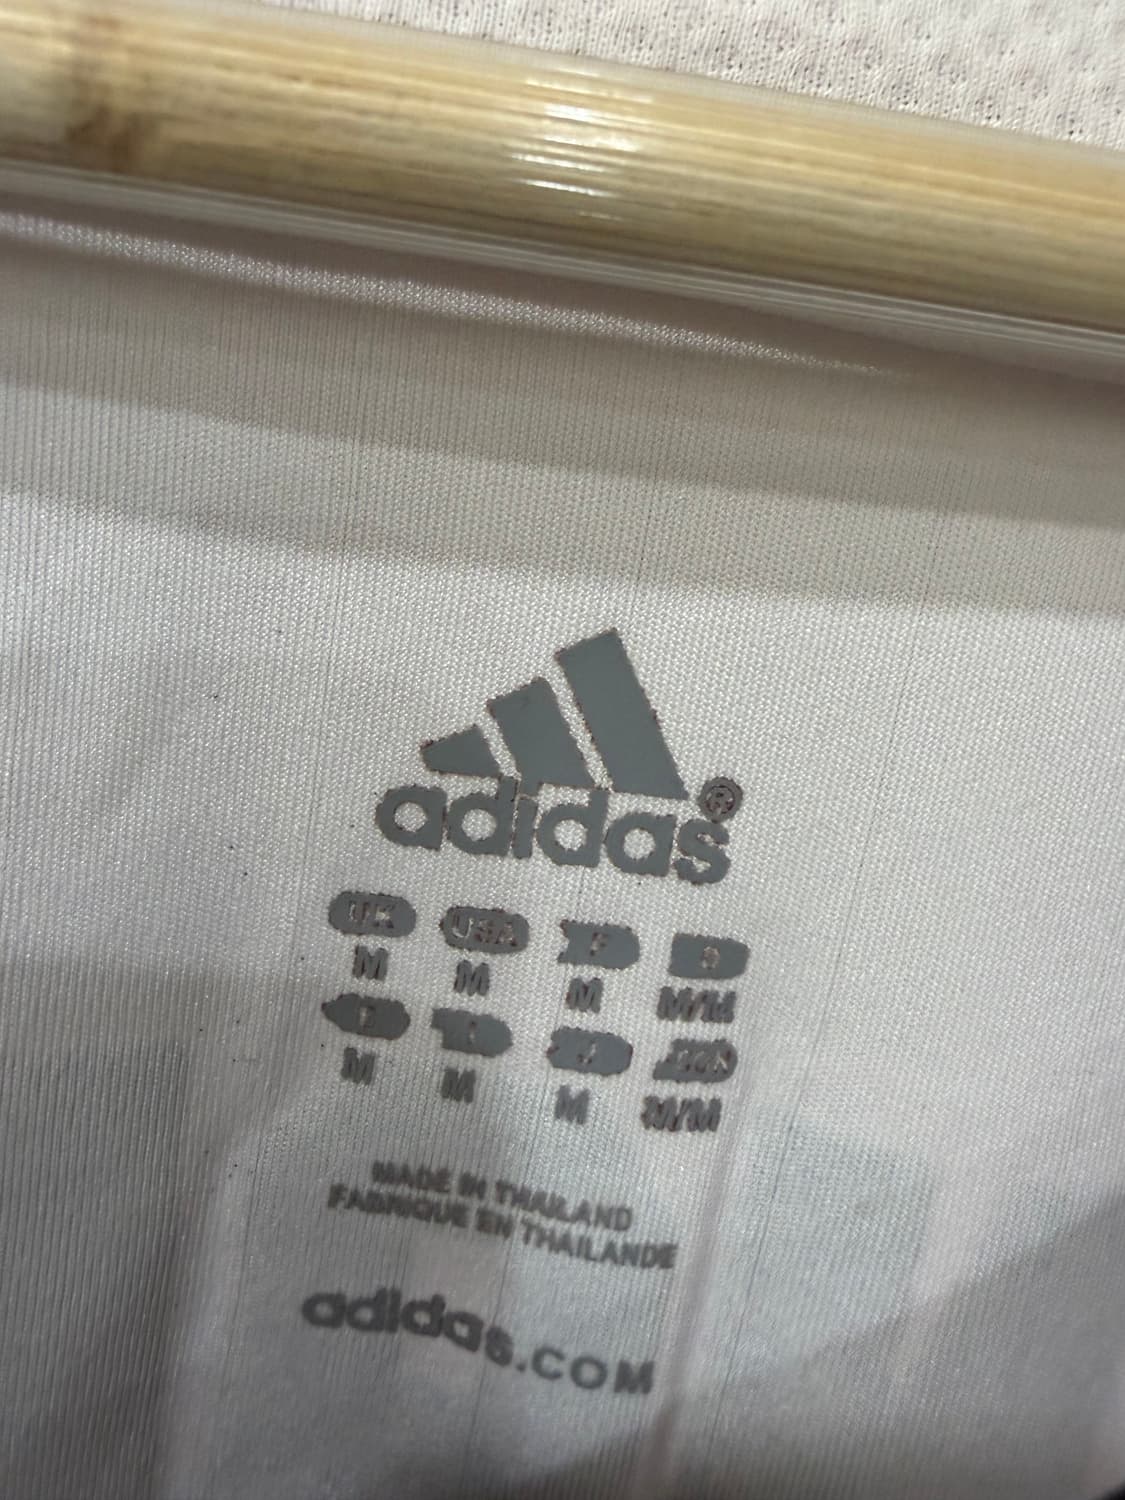 adidas®
UK USA F D
M M M M/M
E I J
M M M M/M
MADE IN THAILAND
FABRIQUE EN THAILANDE
adidas.COM